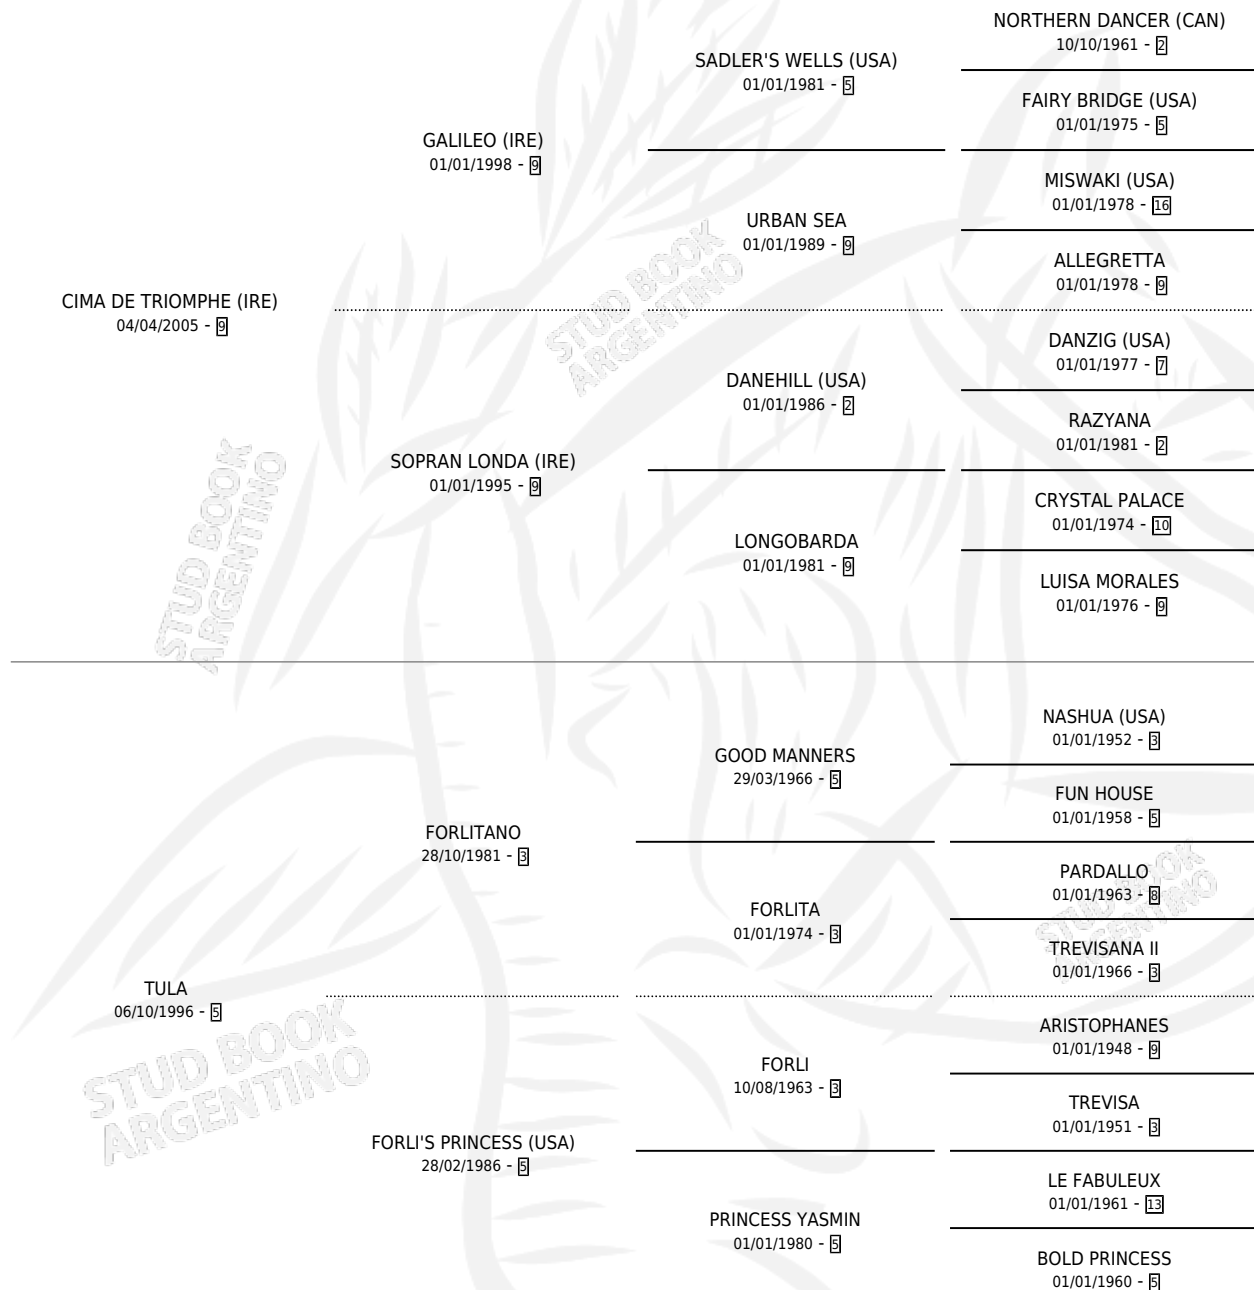 NORTHERN DANCER (CAN)
10/10/1961 - 2
SADLER'S WELLS (USA)
01/01/1981 - 5
FAIRY BRIDGE (USA)
01/01/1975 - 5
GALILEO (IRE)
01/01/1998 - 9
MISWAKI (USA)
01/01/1978 - 16
URBAN SEA
01/01/1989 - 9
ALLEGRETTA
01/01/1978 - 9
CIMA DE TRIOMPHE (IRE)
04/04/2005 - 9
DANZIG (USA)
01/01/1977 - 7
DANEHILL (USA)
01/01/1986 - 2
RAZYANA
01/01/1981 - 2
SOPRAN LONDA (IRE)
01/01/1995 - 9
CRYSTAL PALACE
01/01/1974 - 10
LONGOBARDA
01/01/1981 - 9
LUISA MORALES
01/01/1976 - 9
NASHUA (USA)
01/01/1952 - 3
GOOD MANNERS
29/03/1966 - 5
FUN HOUSE
01/01/1958 - 5
FORLITANO
28/10/1981 - 3
PARDALLO
01/01/1963 - 8
FORLITA
01/01/1974 - 3
TREVISANA II
01/01/1966 - 3
TULA
06/10/1996 - 5
ARISTOPHANES
01/01/1948 - 9
FORLI
10/08/1963 - 3
TREVISA
01/01/1951 - 3
FORLI'S PRINCESS (USA)
28/02/1986 - 5
LE FABULEUX
01/01/1961 - 13
PRINCESS YASMIN
01/01/1980 - 5
BOLD PRINCESS
01/01/1960 - 5
STUD BOOK
ARGENTINO
STUD BOOK
ARGENTINO
STUD BOOK
ARGENTINO
STUD BOOK
ARGENTINO